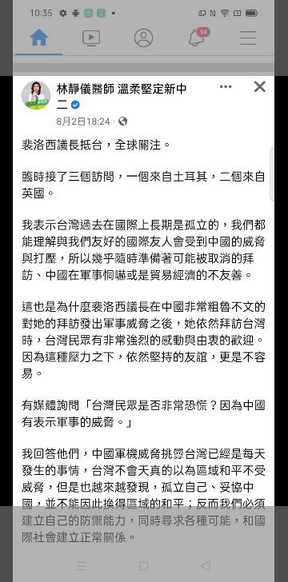 10:35
54
林靜儀醫師 溫柔堅定新中
二
8月2日18:24
裴洛西議長抵台,全球關注。
臨時接了三個訪問,一個來自土耳其,二個來自
英國。
我表示台灣過去在國際上長期是孤立的,我們都
能理解與我們友好的國際友人會受到中國的威脅
與打壓,所以幾乎隨時準備著可能被取消的拜
訪、中國在軍事恫嚇或是貿易經濟的不友善。
這也是為什麼裴洛西議長在中國非常粗魯不文的
對她的拜訪發出軍事威脅之後,她依然拜訪台灣
時,台灣民眾有非常強烈的感動與由衷的歡迎。
因為這種壓力之下,依然堅持的友誼,更是不容
易。
有媒體詢問「台灣民眾是否非常恐慌?因為中國
有表示軍事的威脅。」
我回答他們,中國軍機威脅挑釁台灣已經是每天
發生的事情,台灣不會天真的以為區域和平不受
威脅,但是也越來越發現,孤立自己、妥協中
國,並不能因此換得區域的和平;反而我們必須
建立自己的防禦能力,同時尋求各種可能,和國
際社會建立正常關係。